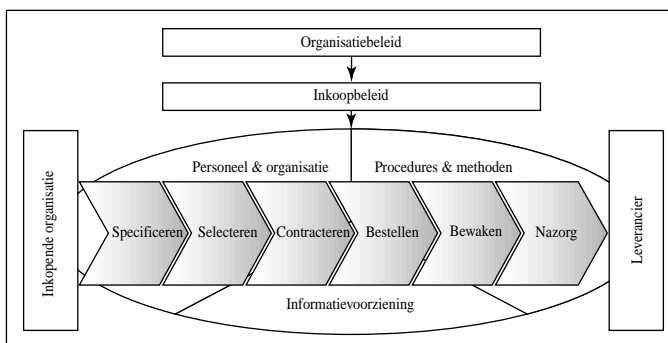 Organisatiebeleid
Inkoopbeleid
Personeel & organisatie
Procedures & methoden
Inkopende organisatie
Specificeren
Selecteren
Contracteren
Bestellen
Bewaken
Nazorg
Leverancier
Informatievoorziening